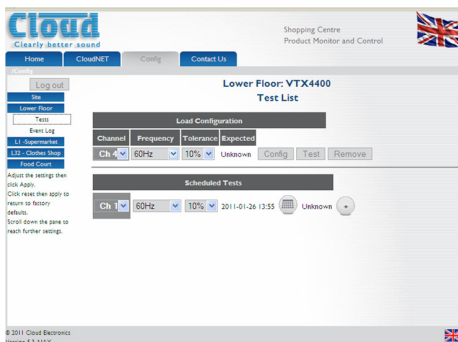 Cloud
Clearly better sound
Shopping Centre
Product Monitor and Control
Home CloudNET Config Contact Us
Log out
Site
Lower Floor
Tests
Event Log
L1 -Supermarket
L32 - Clothes Shop
Food Court
Adjust the settings then
click Apply.
Click reset then apply to
return to factory
defaults.
Scroll down the pane to
reach further settings.
Lower Floor: VTX4400
Test List
Load Configuration
Channel Frequency Tolerance Expected
Ch 4 60Hz 10% Unknown Config Test Remove
Scheduled Tests
Ch 1 60Hz 10% 2011-01-26 13:55 Unknown +
© 2011 Cloud Electronics